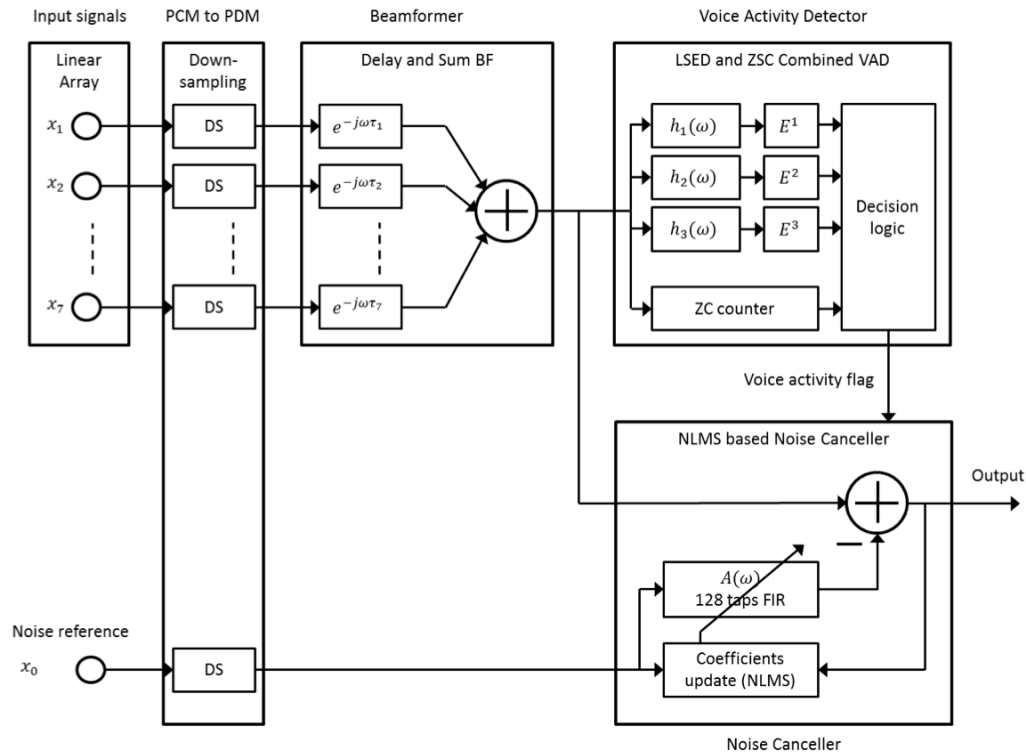 Input signals
PCM to PDM
Beamformer
Voice Activity Detector
Linear
Array
Down-
sampling
Delay and Sum BF
LSED and ZSC Combined VAD
x₁
DS
e^{-jωτ₁}
h₁(ω)
E¹
x₂
DS
e^{-jωτ₂}
h₂(ω)
E²
h₃(ω)
E³
Decision
logic
x₇
DS
e^{-jωτ₇}
ZC counter
Voice activity flag
NLMS based Noise Canceller
Output
A(ω)
128 taps FIR
Noise reference
x₀
DS
Coefficients
update (NLMS)
Noise Canceller